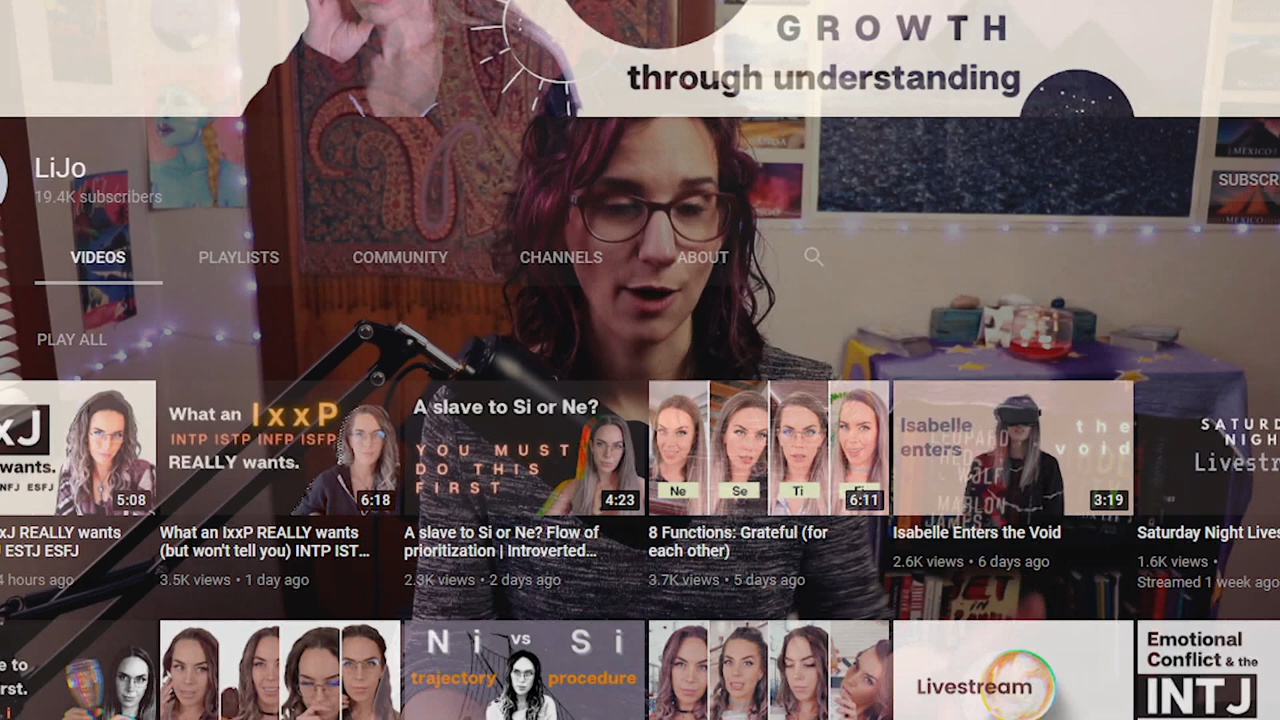 GROWTH
through understanding
LiJo
19.4K subscribers
SUBSCR
MEXICO
MEXICO
VIDEOS
PLAYLISTS
COMMUNITY
CHANNELS
ABOUT
PLAY ALL
xJ
wants.
NFJ ESFJ
5:08
What an IxxP
INTP ISTP INFP ISFP
REALLY wants.
6:18
A slave to Si or Ne?
YOU MUST
DO THIS
FIRST
4:23
Ne
Se
Ti
6:11
Isabelle
enters
the
void
3:19
SATURD
NIGH
Livestr
xJ REALLY wants
ESTJ ESFJ
4 hours ago
What an IxxP REALLY wants
(but won't tell you) INTP IST...
3.5K views • 1 day ago
A slave to Si or Ne? Flow of
prioritization | Introverted...
2.3K views • 2 days ago
8 Functions: Grateful (for
each other)
3.7K views • 5 days ago
Isabelle Enters the Void
2.6K views • 6 days ago
Saturday Night Lives
1.6K views •
Streamed 1 week ago
e to
rst.
Ni vs Si
trajectory
procedure
Livestream
Emotional
Conflict & the
INTJ